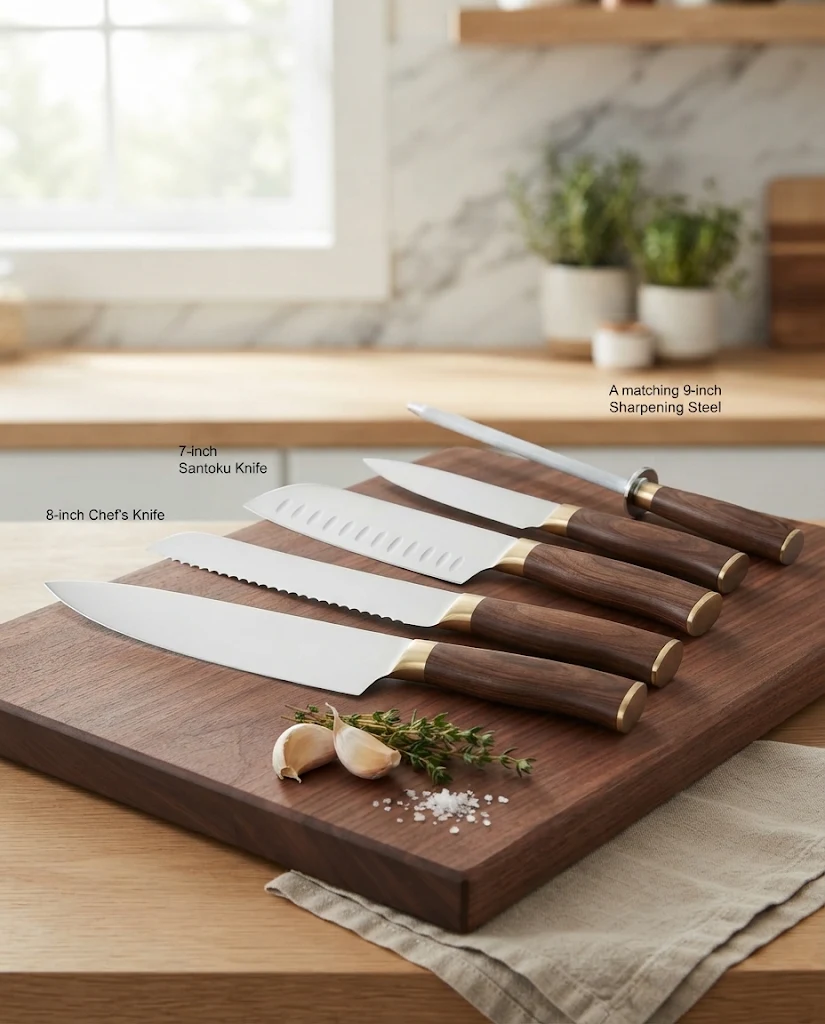 A matching 9-inch
Sharpening Steel
7-inch
Santoku Knife
8-inch Chef's Knife